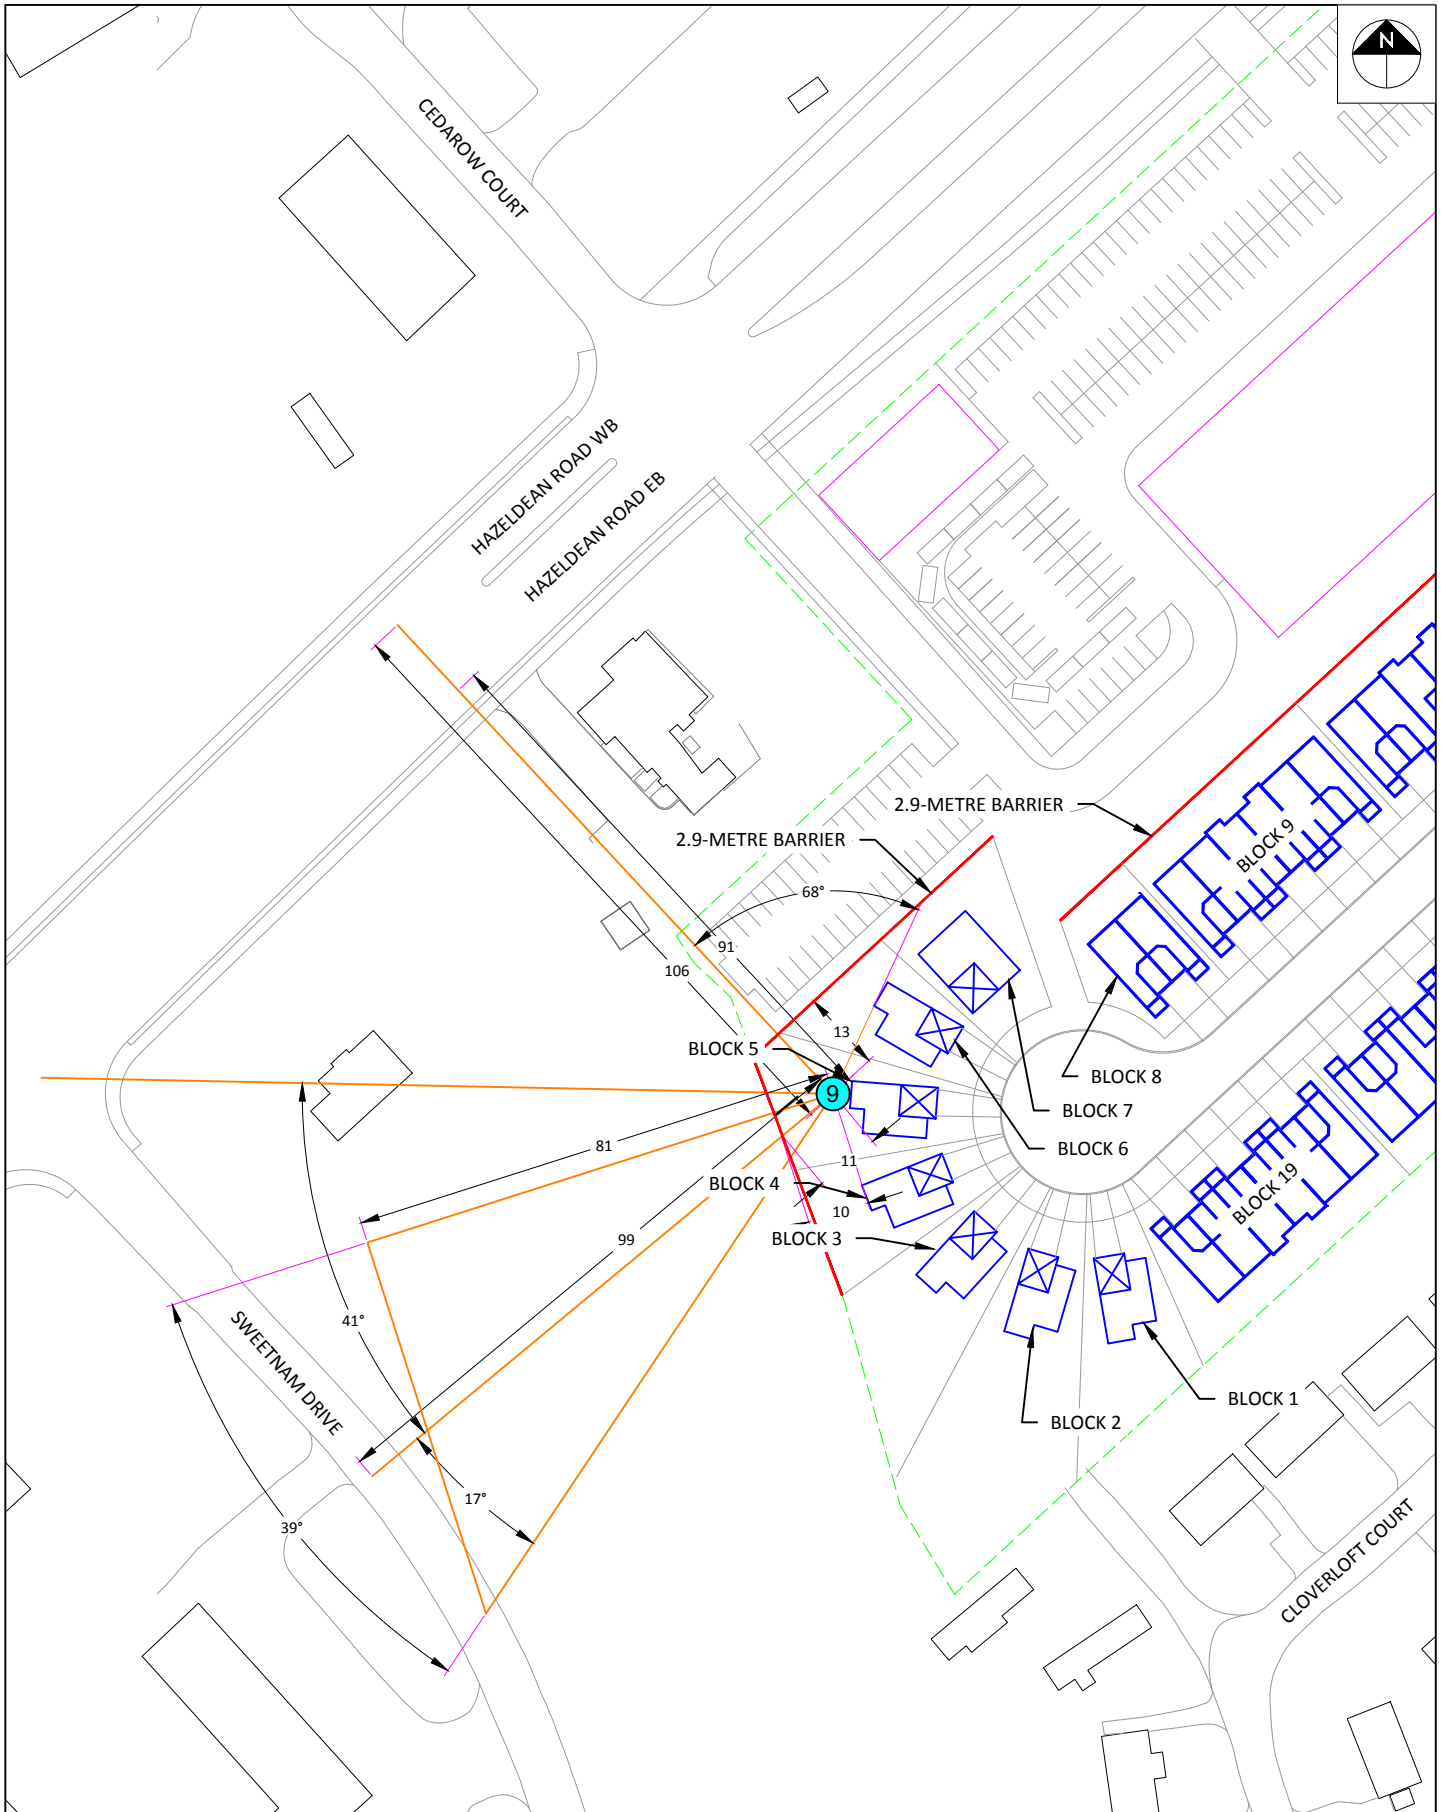 N
CEDAROW COURT
HAZELDEAN ROAD WB
HAZELDEAN ROAD EB
2.9-METRE BARRIER
2.9-METRE BARRIER
BLOCK 9
68°
91
106
13
BLOCK 5
BLOCK 8
9
BLOCK 7
81
BLOCK 6
11
BLOCK 4
10
BLOCK 19
BLOCK 3
99
41°
SWEETNAM DRIVE
BLOCK 1
BLOCK 2
17°
39°
CLOVERLOFT COURT